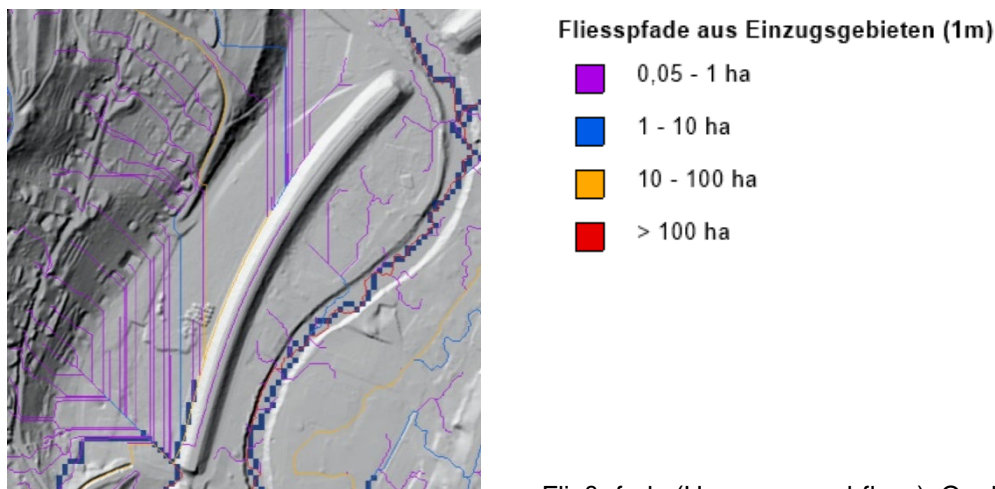 Fliesspfade aus Einzugsgebieten (1m)
0,05 - 1 ha
1 - 10 ha
10 - 100 ha
> 100 ha